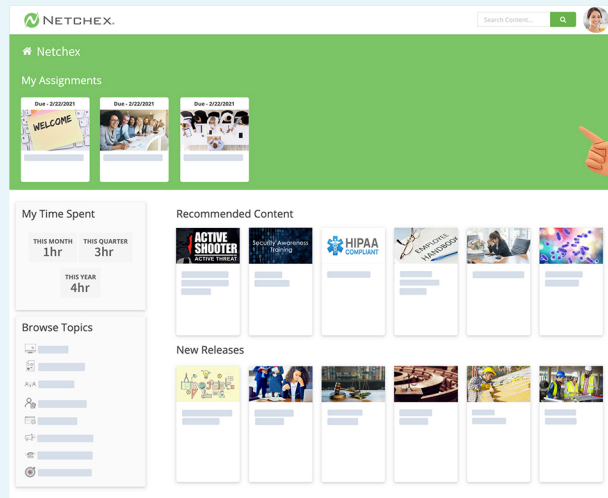 NETCHEX
Search Content...
Netchex
My Assignments
Due - 2/22/2021
Due - 2/22/2021
Due - 2/22/2021
WELCOME
My Time Spent
THIS MONTH
1hr
THIS QUARTER
3hr
THIS YEAR
4hr
Browse Topics
Recommended Content
ACTIVE
SHOOTER
ACTIVE THREAT
Security Awareness
Training
HIPAA
COMPLIANT
EMPLOYEE
HANDBOOK
New Releases